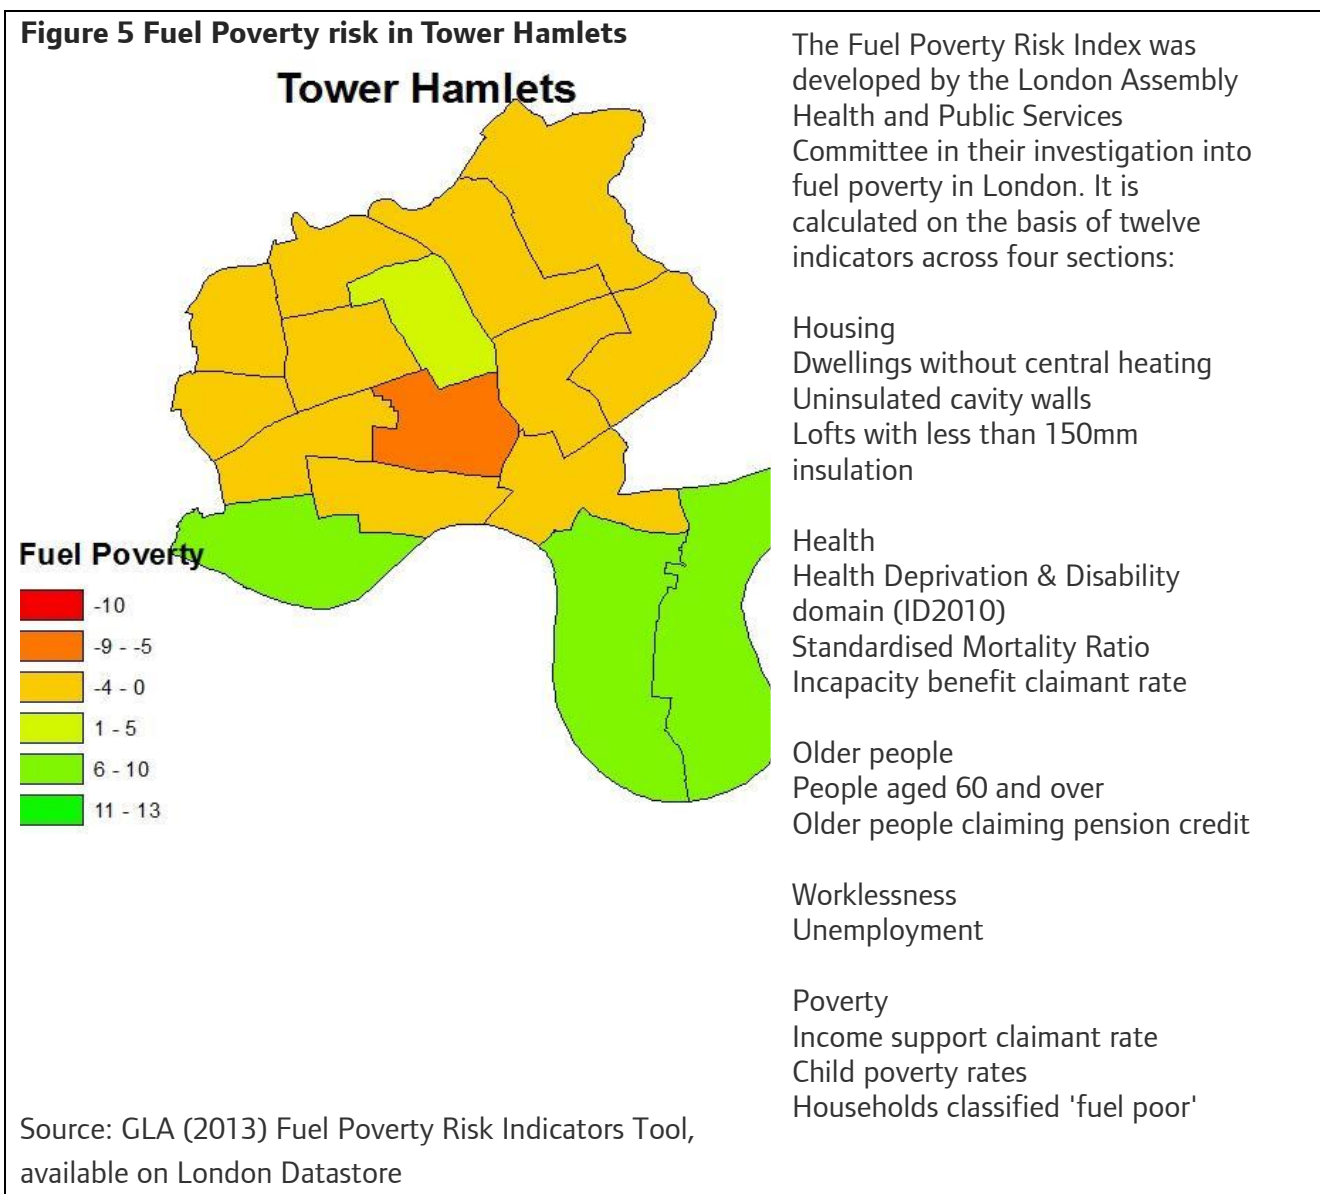 Figure 5 Fuel Poverty risk in Tower Hamlets
Tower Hamlets
Fuel Poverty
-10
-9 - -5
-4 - 0
1 - 5
6 - 10
11 - 13
Source: GLA (2013) Fuel Poverty Risk Indicators Tool,
available on London Datastore
The Fuel Poverty Risk Index was
developed by the London Assembly
Health and Public Services
Committee in their investigation into
fuel poverty in London. It is
calculated on the basis of twelve
indicators across four sections:
Housing
Dwellings without central heating
Uninsulated cavity walls
Lofts with less than 150mm
insulation
Health
Health Deprivation & Disability
domain (ID2010)
Standardised Mortality Ratio
Incapacity benefit claimant rate
Older people
People aged 60 and over
Older people claiming pension credit
Worklessness
Unemployment
Poverty
Income support claimant rate
Child poverty rates
Households classified 'fuel poor'